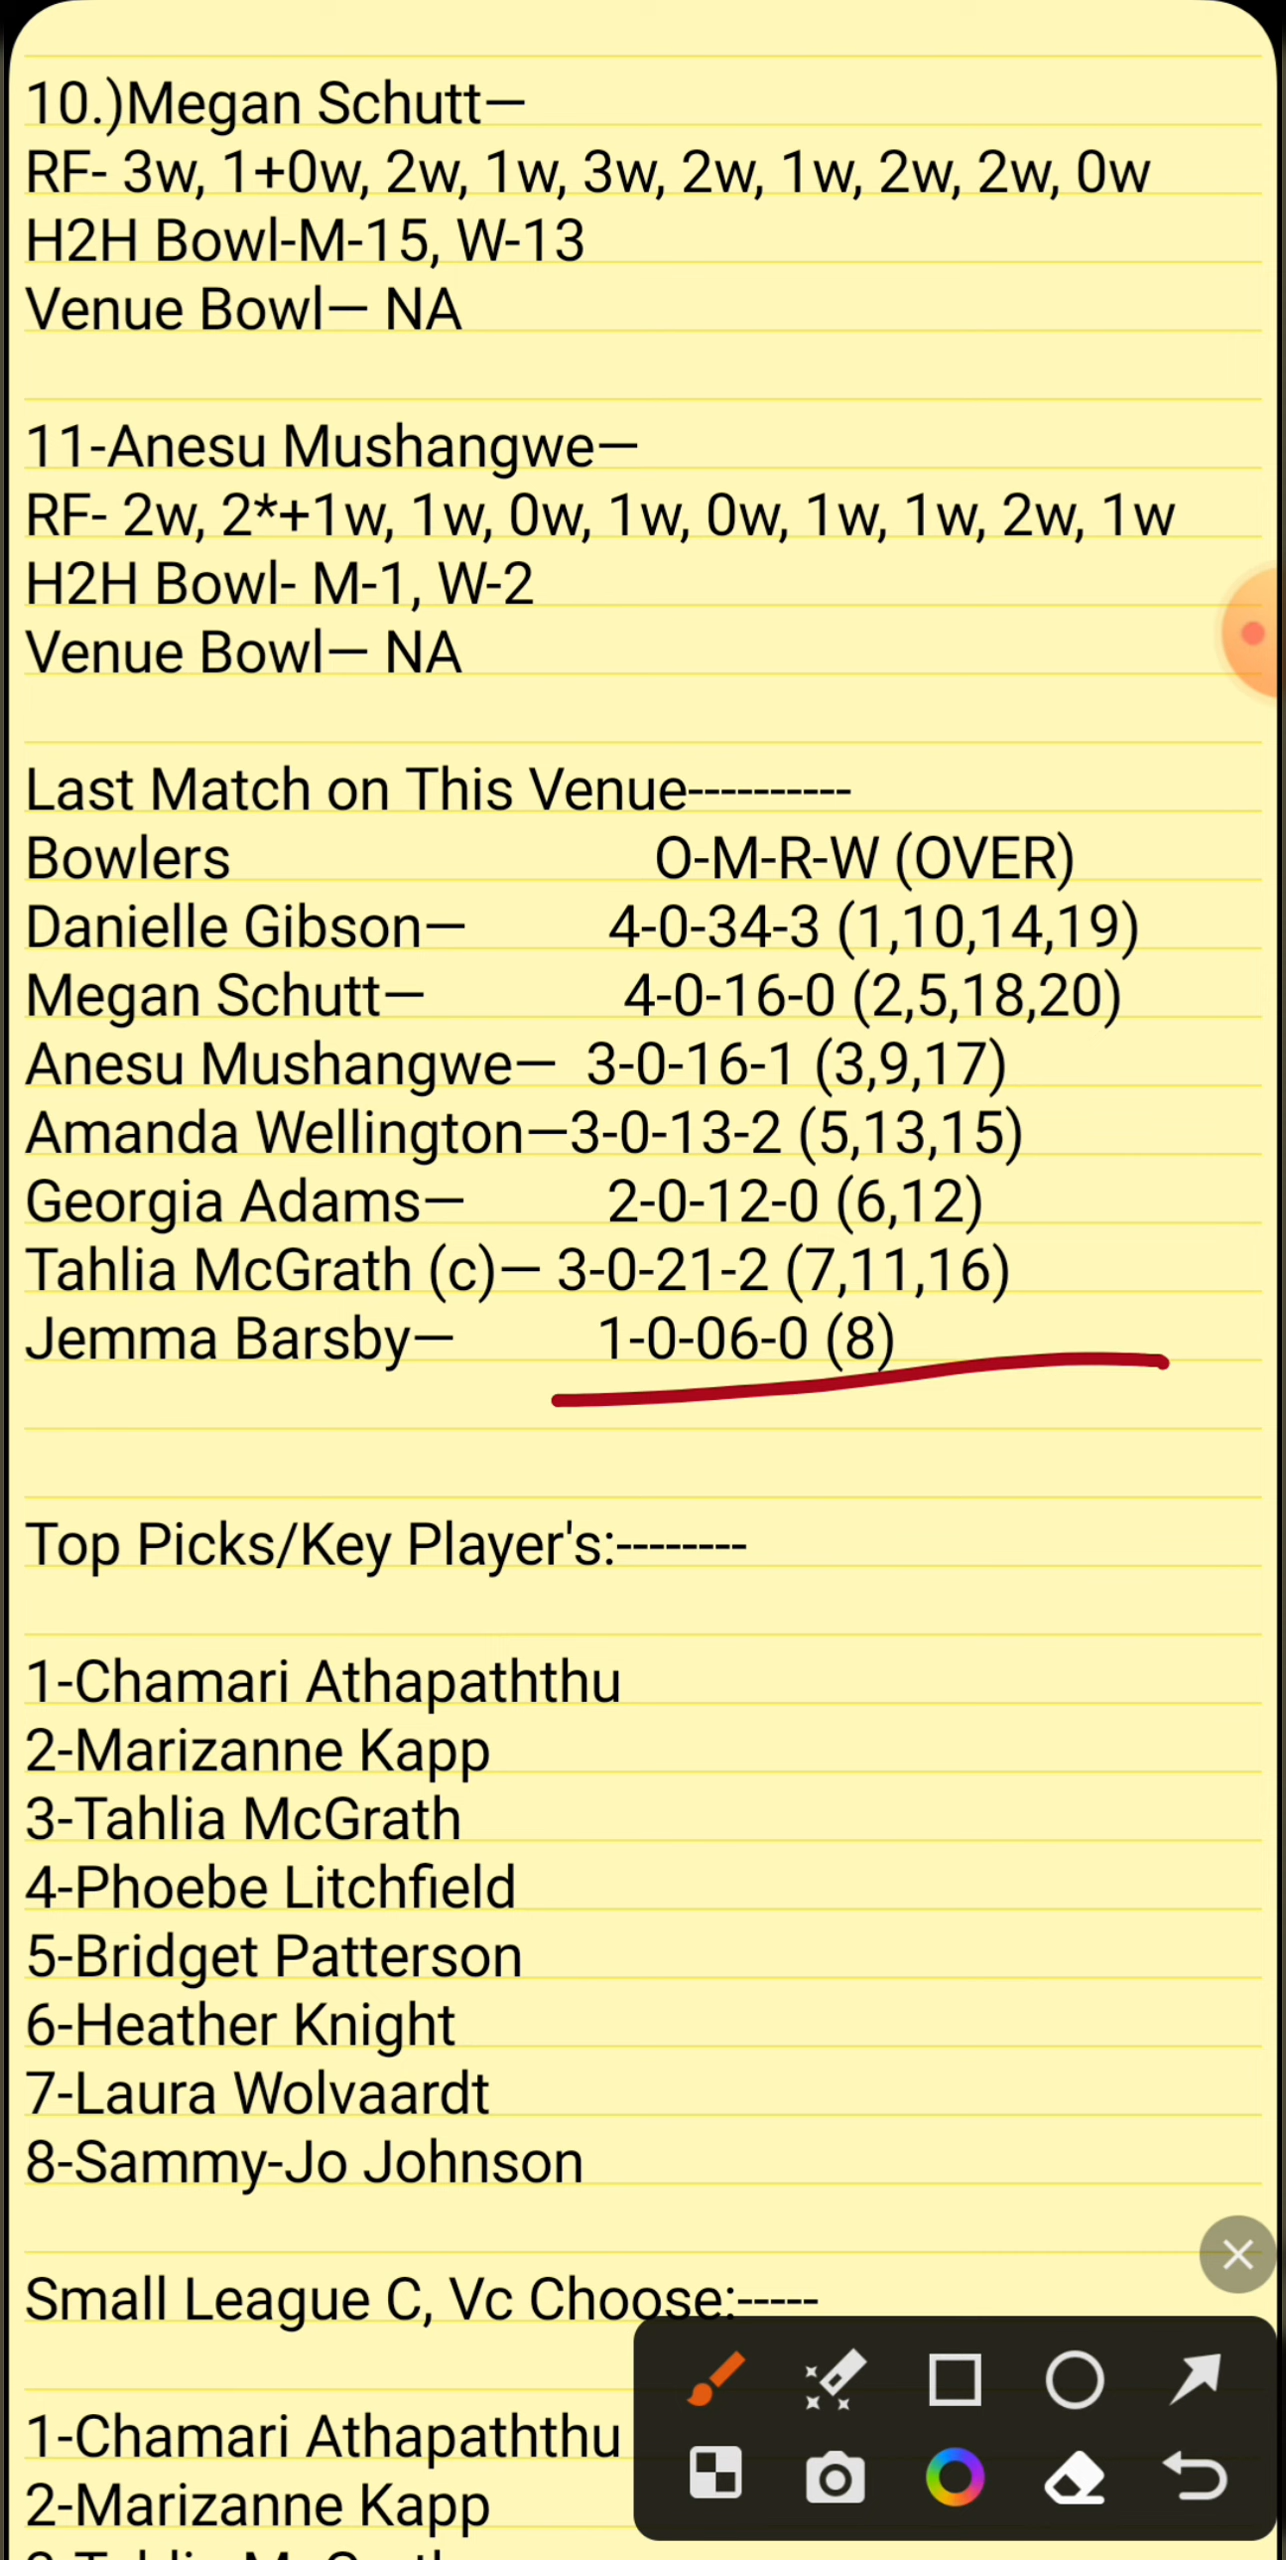 10.)Megan Schutt—
RF- 3w, 1+0w, 2w, 1w, 3w, 2w, 1w, 2w, 2w, 0w
H2H Bowl-M-15, W-13
Venue Bowl— NA
11-Anesu Mushangwe—
RF- 2w, 2*+1w, 1w, 0w, 1w, 0w, 1w, 1w, 2w, 1w
H2H Bowl- M-1, W-2
Venue Bowl— NA
Last Match on This Venue----------
Bowlers O-M-R-W (OVER)
Danielle Gibson— 4-0-34-3 (1,10,14,19)
Megan Schutt— 4-0-16-0 (2,5,18,20)
Anesu Mushangwe— 3-0-16-1 (3,9,17)
Amanda Wellington—3-0-13-2 (5,13,15)
Georgia Adams— 2-0-12-0 (6,12)
Tahlia McGrath (c)— 3-0-21-2 (7,11,16)
Jemma Barsby— 1-0-06-0 (8)
Top Picks/Key Player's:--------
1-Chamari Athapaththu
2-Marizanne Kapp
3-Tahlia McGrath
4-Phoebe Litchfield
5-Bridget Patterson
6-Heather Knight
7-Laura Wolvaardt
8-Sammy-Jo Johnson
Small League C, Vc Choose:-----
1-Chamari Athapaththu
2-Marizanne Kapp